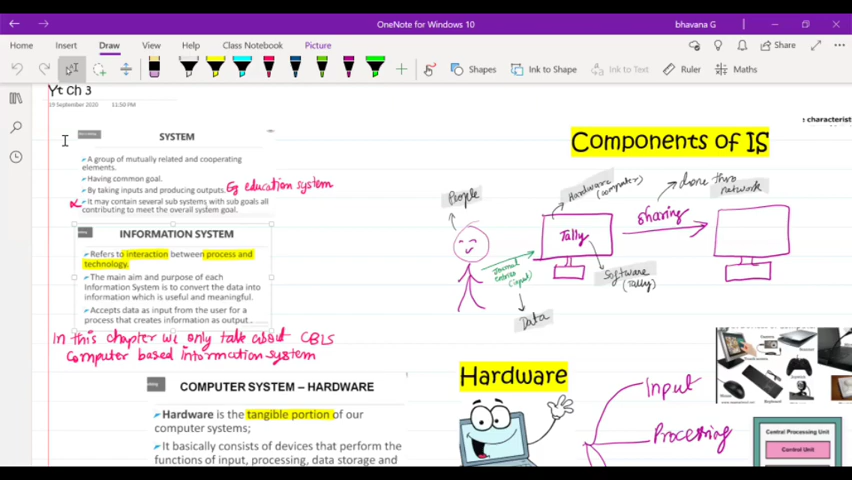 OneNote for Windows 10
bhavana G
Home
Insert
Draw
View
Help
Class Notebook
Picture
Share
Shapes
Ink to Shape
Ink to Text
Ruler
Maths
Yt Ch 3
19 September 2020 11:50 PM
SYSTEM
A group of mutually related and cooperating
elements.
Having common goal.
By taking inputs and producing outputs.
Eg education system
It may contain several sub systems with sub goals all
contributing to meet the overall system goal.
INFORMATION SYSTEM
Refers to interaction between process and
technology.
The main aim and purpose of each
Information System is to convert the data into
information which is useful and meaningful.
Accepts data as input from the user for a
process that creates information as output..
In this chapter we only talk about CBIS
Computer based information system
COMPUTER SYSTEM – HARDWARE
Hardware is the tangible portion of our
computer systems;
It basically consists of devices that perform the
functions of input, processing, data storage and
characteris
Components of IS
People
Hardware
(computer)
Tally
sharing
done thro
network
Journal
entries
(input)
Software
(Tally)
Data
Hardware
Input
Processing
Mouse
Keyboard
Central Processing Unit
Control Unit